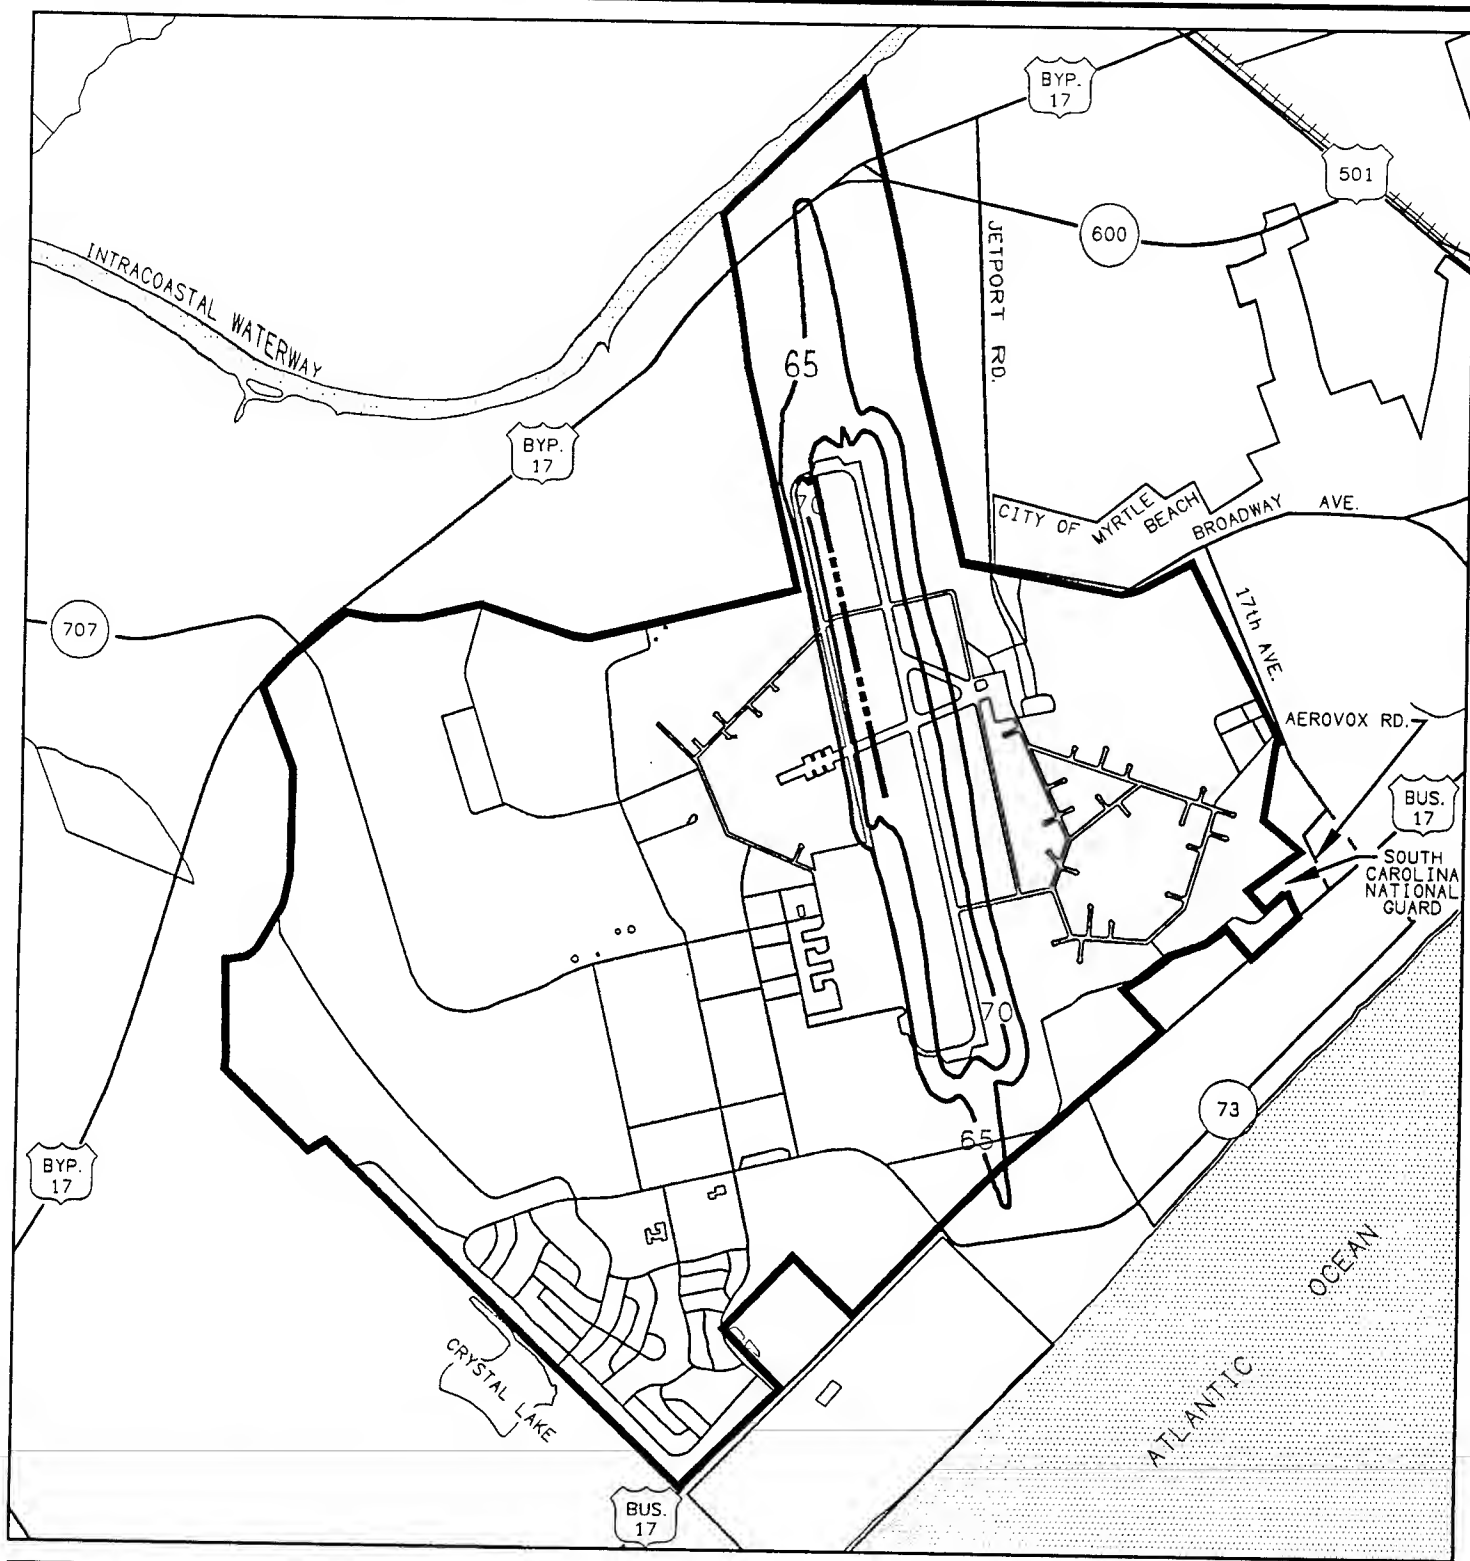 BYP.
17
501
600
JETPORT RD.
INTRACOASTAL WATERWAY
65
BYP.
17
70
CITY OF MYRTLE BEACH
BROADWAY AVE.
17th AVE.
707
AEROVOX RD.
BUS.
17
SOUTH
CAROLINA
NATIONAL
GUARD
70
73
65
BYP.
17
ATLANTIC OCEAN
CRYSTAL LAKE
BUS.
17